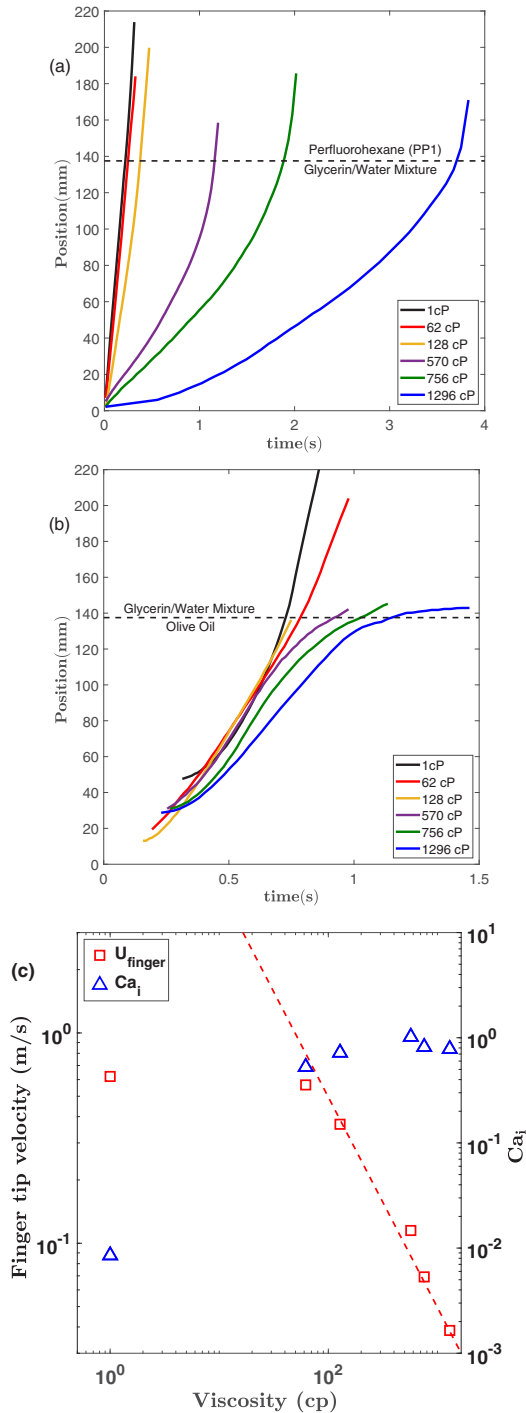 (a)
220
200
180
160
140
120
100
80
60
40
20
0
Position(mm)
Perfluorohexane (PP1)
Glycerin/Water Mixture
1cP
62 cP
128 cP
570 cP
756 cP
1296 cP
0 1 2 3 4
time(s)
(b)
220
200
180
160
140
120
100
80
60
40
20
0
Position(mm)
Glycerin/Water Mixture
Olive Oil
1cP
62 cP
128 cP
570 cP
756 cP
1296 cP
0 0.5 1 1.5
time(s)
(c)
U_finger
Ca_i
10^0
10^-1
Finger tip velocity (m/s)
10^1
10^0
10^-1
10^-2
10^-3
Ca_i
10^0 10^2
Viscosity (cp)